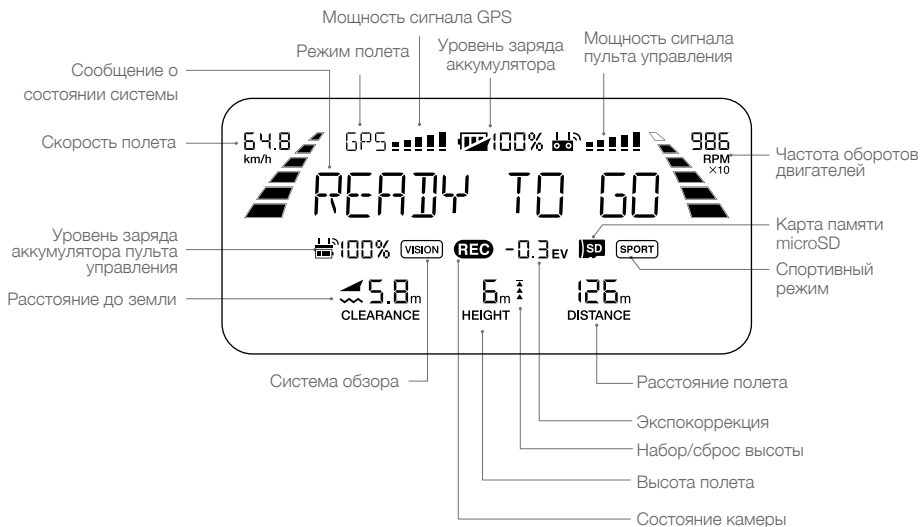 Мощность сигнала GPS
Режим полета
Уровень заряда
аккумулятора
Мощность сигнала
пульта управления
Сообщение о
состоянии системы
Скорость полета
64.8
km/h
GPS
100%
986
RPM
×10
Частота оборотов
двигателей
READY TO GO
Уровень заряда
аккумулятора пульта
управления
100%
VISION
REC
-0.3 EV
SD
SPORT
Карта памяти
microSD
Спортивный
режим
Расстояние до земли
5.8m
CLEARANCE
6m
HEIGHT
126m
DISTANCE
Система обзора
Расстояние полета
Экспокоррекция
Набор/сброс высоты
Высота полета
Состояние камеры